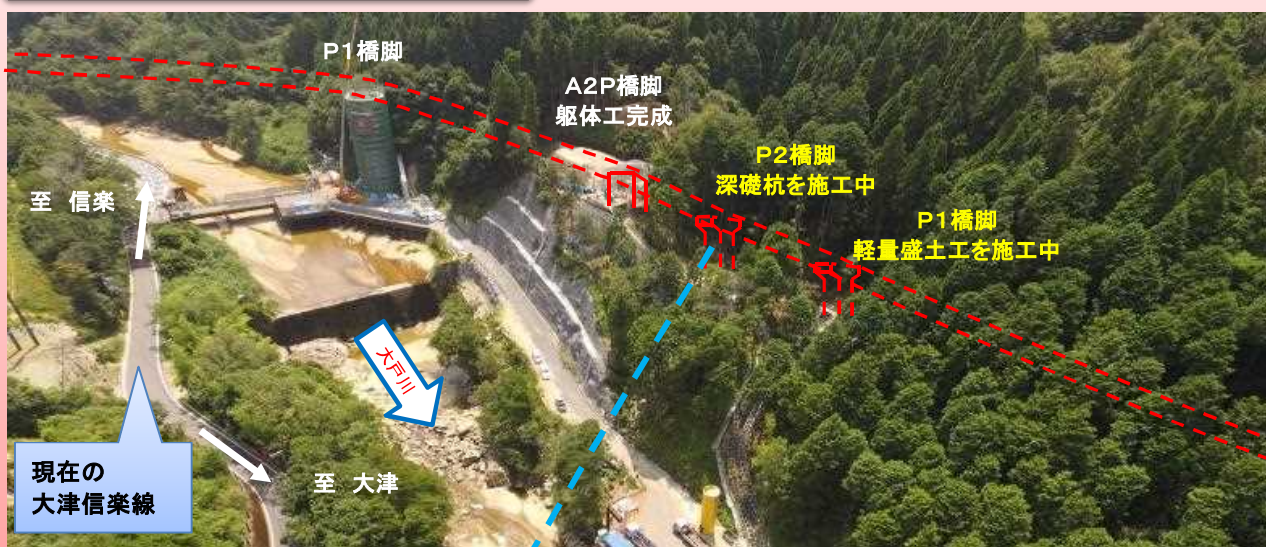 P1橋脚
A2P橋脚
躯体工完成
P2橋脚
深礎杭を施工中
P1橋脚
軽量盛土工を施工中
至 信楽
大戸川
現在の
大津信楽線
至 大津